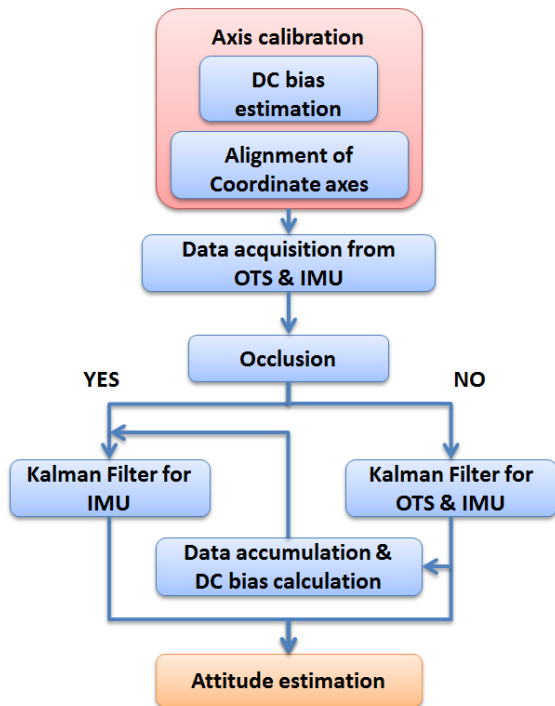 Axis calibration
DC bias
estimation
Alignment of
Coordinate axes
Data acquisition from
OTS & IMU
Occlusion
YES
NO
Kalman Filter for
IMU
Kalman Filter for
OTS & IMU
Data accumulation &
DC bias calculation
Attitude estimation